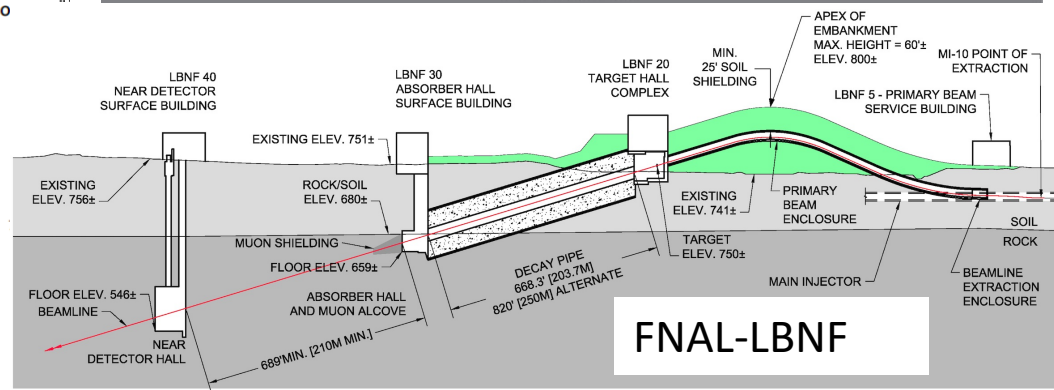 APEX OF
EMBANKMENT
MAX. HEIGHT = 60'±
ELEV. 800±
MIN.
25' SOIL
SHIELDING
MI-10 POINT OF
EXTRACTION
LBNF 40
NEAR DETECTOR
SURFACE BUILDING
LBNF 30
ABSORBER HALL
SURFACE BUILDING
LBNF 20
TARGET HALL
COMPLEX
LBNF 5 - PRIMARY BEAM
SERVICE BUILDING
EXISTING ELEV. 751±
EXISTING
ELEV. 756±
ROCK/SOIL
ELEV. 680±
EXISTING
ELEV. 741±
PRIMARY
BEAM
ENCLOSURE
SOIL
ROCK
MUON SHIELDING
FLOOR ELEV. 659±
TARGET
ELEV. 750±
DECAY PIPE
668.3' [203.7M]
820' [250M] ALTERNATE
MAIN INJECTOR
BEAMLINE
EXTRACTION
ENCLOSURE
FLOOR ELEV. 546±
BEAMLINE
ABSORBER HALL
AND MUON ALCOVE
NEAR
DETECTOR HALL
689'MIN. [210M MIN.]
FNAL-LBNF